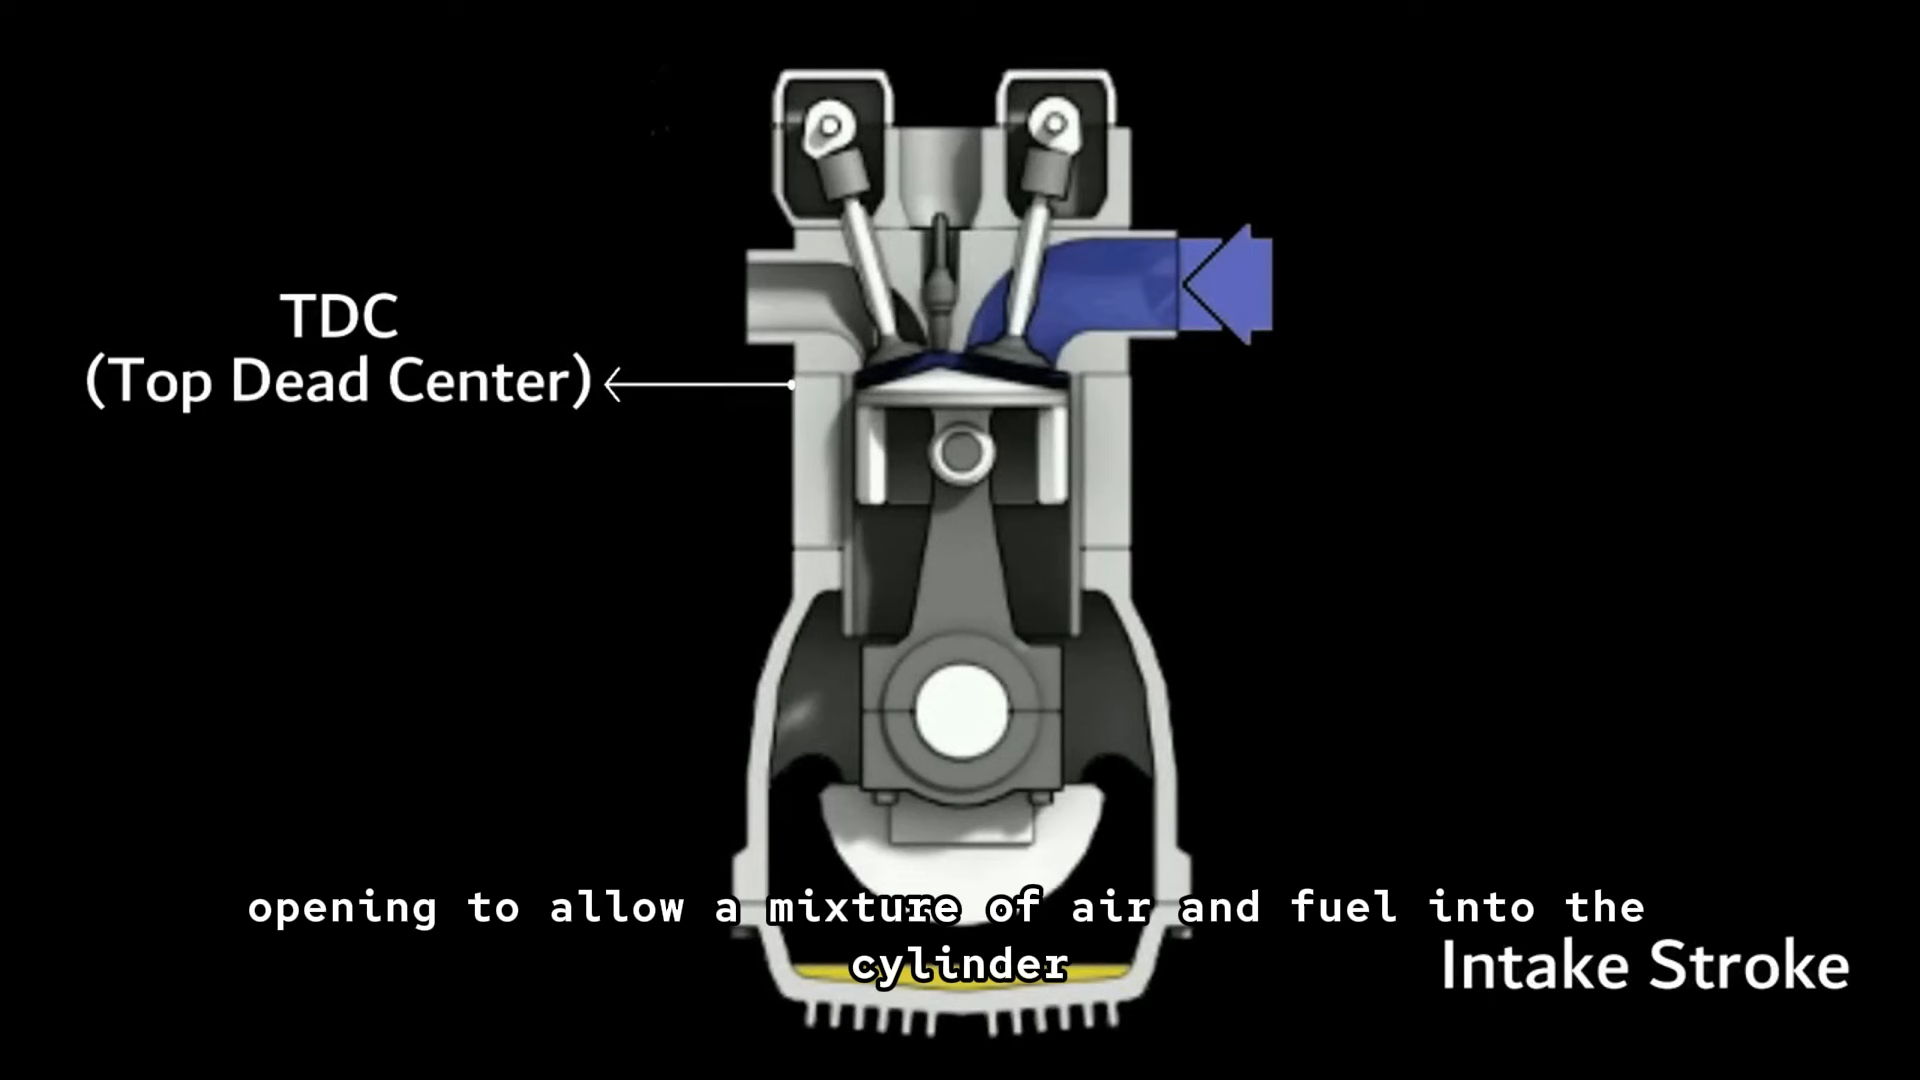 TDC
(Top Dead Center)
opening to allow a mixture of air and fuel into the
cylinder
Intake Stroke